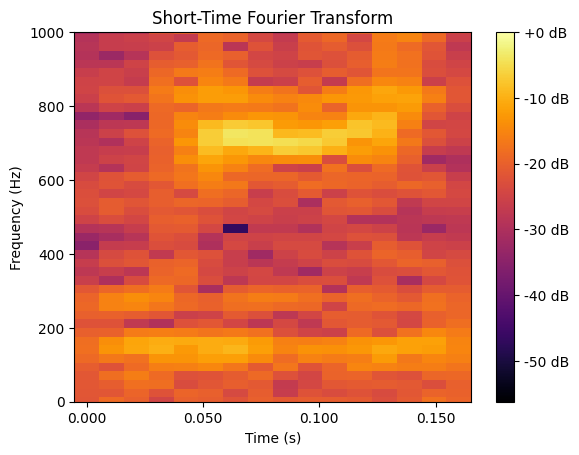 Short-Time Fourier Transform
1000
800
600
400
200
0
Frequency (Hz)
0.000
0.050
0.100
0.150
Time (s)
+0 dB
-10 dB
-20 dB
-30 dB
-40 dB
-50 dB